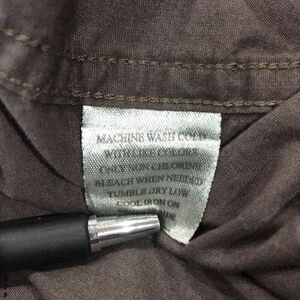 MACHINE WASH COLD
WITH LIKE COLORS
ONLY NON CHLORINE
BLEACH WHEN NEEDED
TUMBLE DRY LOW
COOL IRON ON